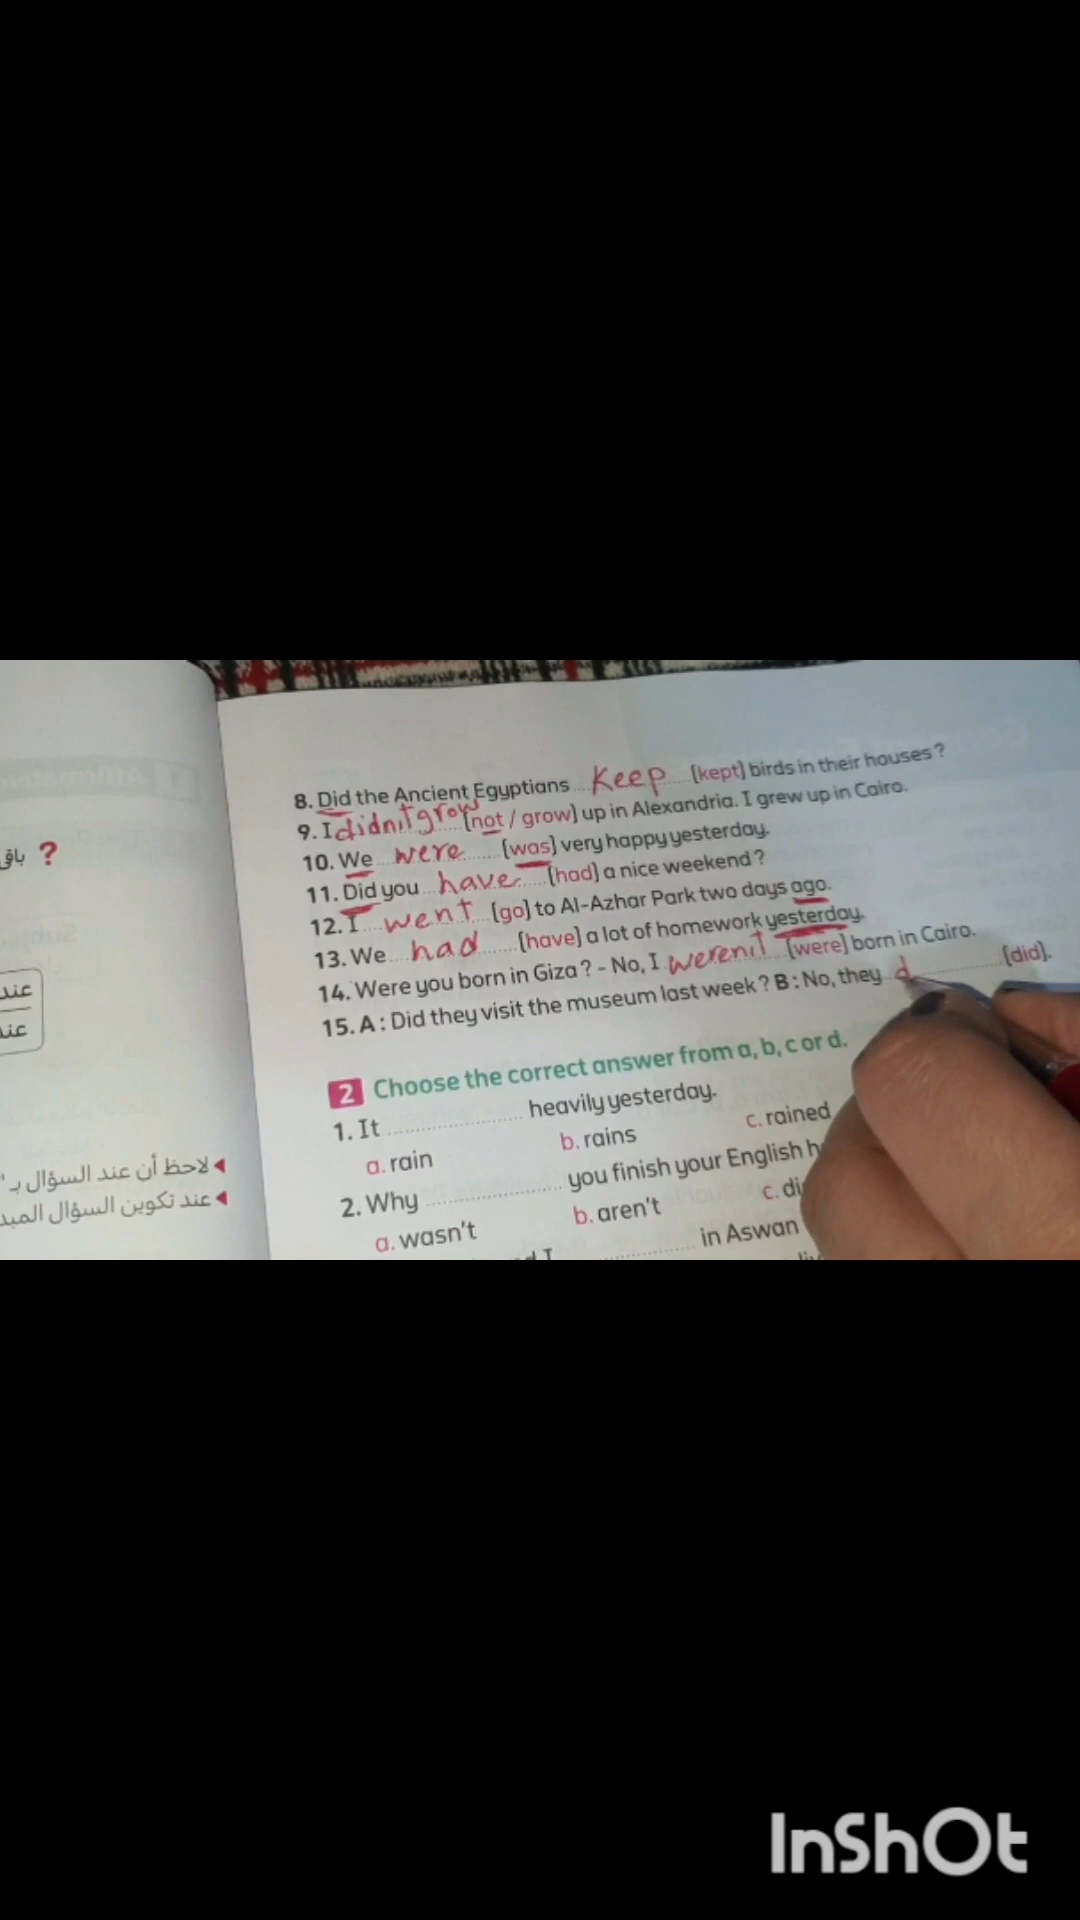 8. Did the Ancient Egyptians keep [kept] birds in their houses?
9. I didn't grow [not / grow] up in Alexandria. I grew up in Cairo.
10. We were [was] very happy yesterday.
11. Did you have [had] a nice weekend?
12. I went [go] to Al-Azhar Park two days ago.
13. We had [have] a lot of homework yesterday.
14. Were you born in Giza? - No, I weren't [were] born in Cairo.
15. A: Did they visit the museum last week? B: No, they d [did].
2 Choose the correct answer from a, b, c or d.
1. It heavily yesterday.
a. rain b. rains c. rained
2. Why you finish your English
a. wasn't b. aren't c.
I in Aswan
?
عند
لاحظ أن عند السؤال بـ
عند تكوين السؤال
InShOt